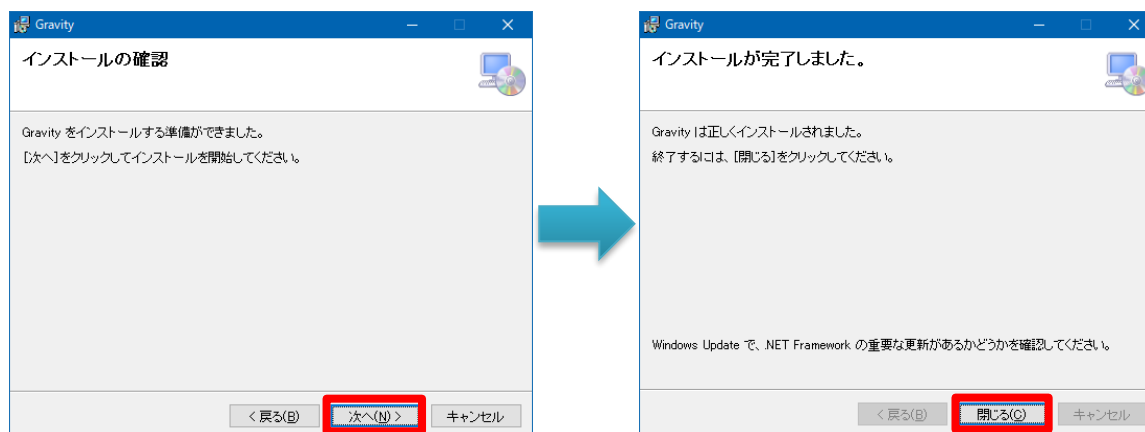 Gravity
インストールの確認
Gravity をインストールする準備ができました。
[次へ]をクリックしてインストールを開始してください。
< 戻る(B)
次へ(N) >
キャンセル
Gravity
インストールが完了しました。
Gravity は正しくインストールされました。
終了するには、[閉じる]をクリックしてください。
Windows Update で、.NET Framework の重要な更新があるかどうかを確認してください。
< 戻る(B)
閉じる(C)
キャンセル